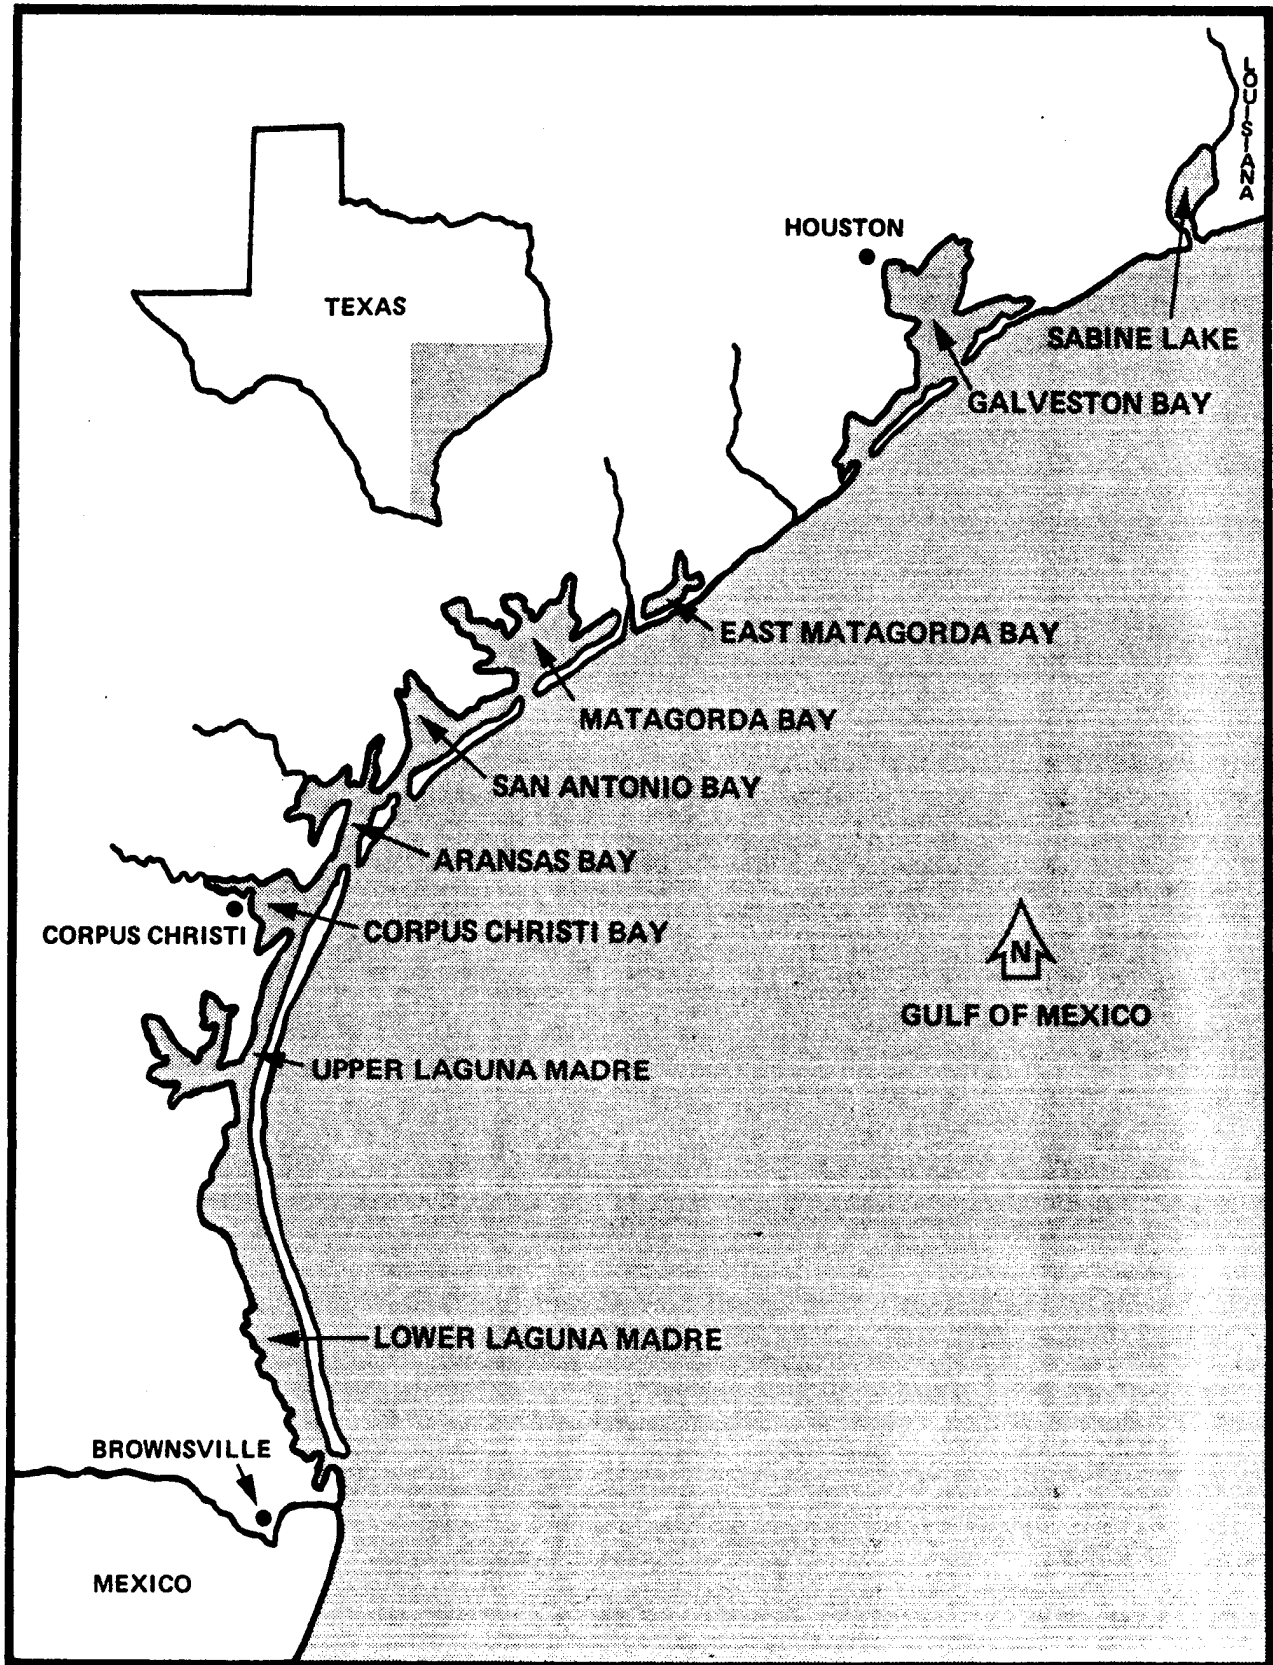 LOUISIANA
HOUSTON
TEXAS
SABINE LAKE
GALVESTON BAY
EAST MATAGORDA BAY
MATAGORDA BAY
SAN ANTONIO BAY
ARANSAS BAY
CORPUS CHRISTI
CORPUS CHRISTI BAY
N
GULF OF MEXICO
UPPER LAGUNA MADRE
LOWER LAGUNA MADRE
BROWNSVILLE
MEXICO